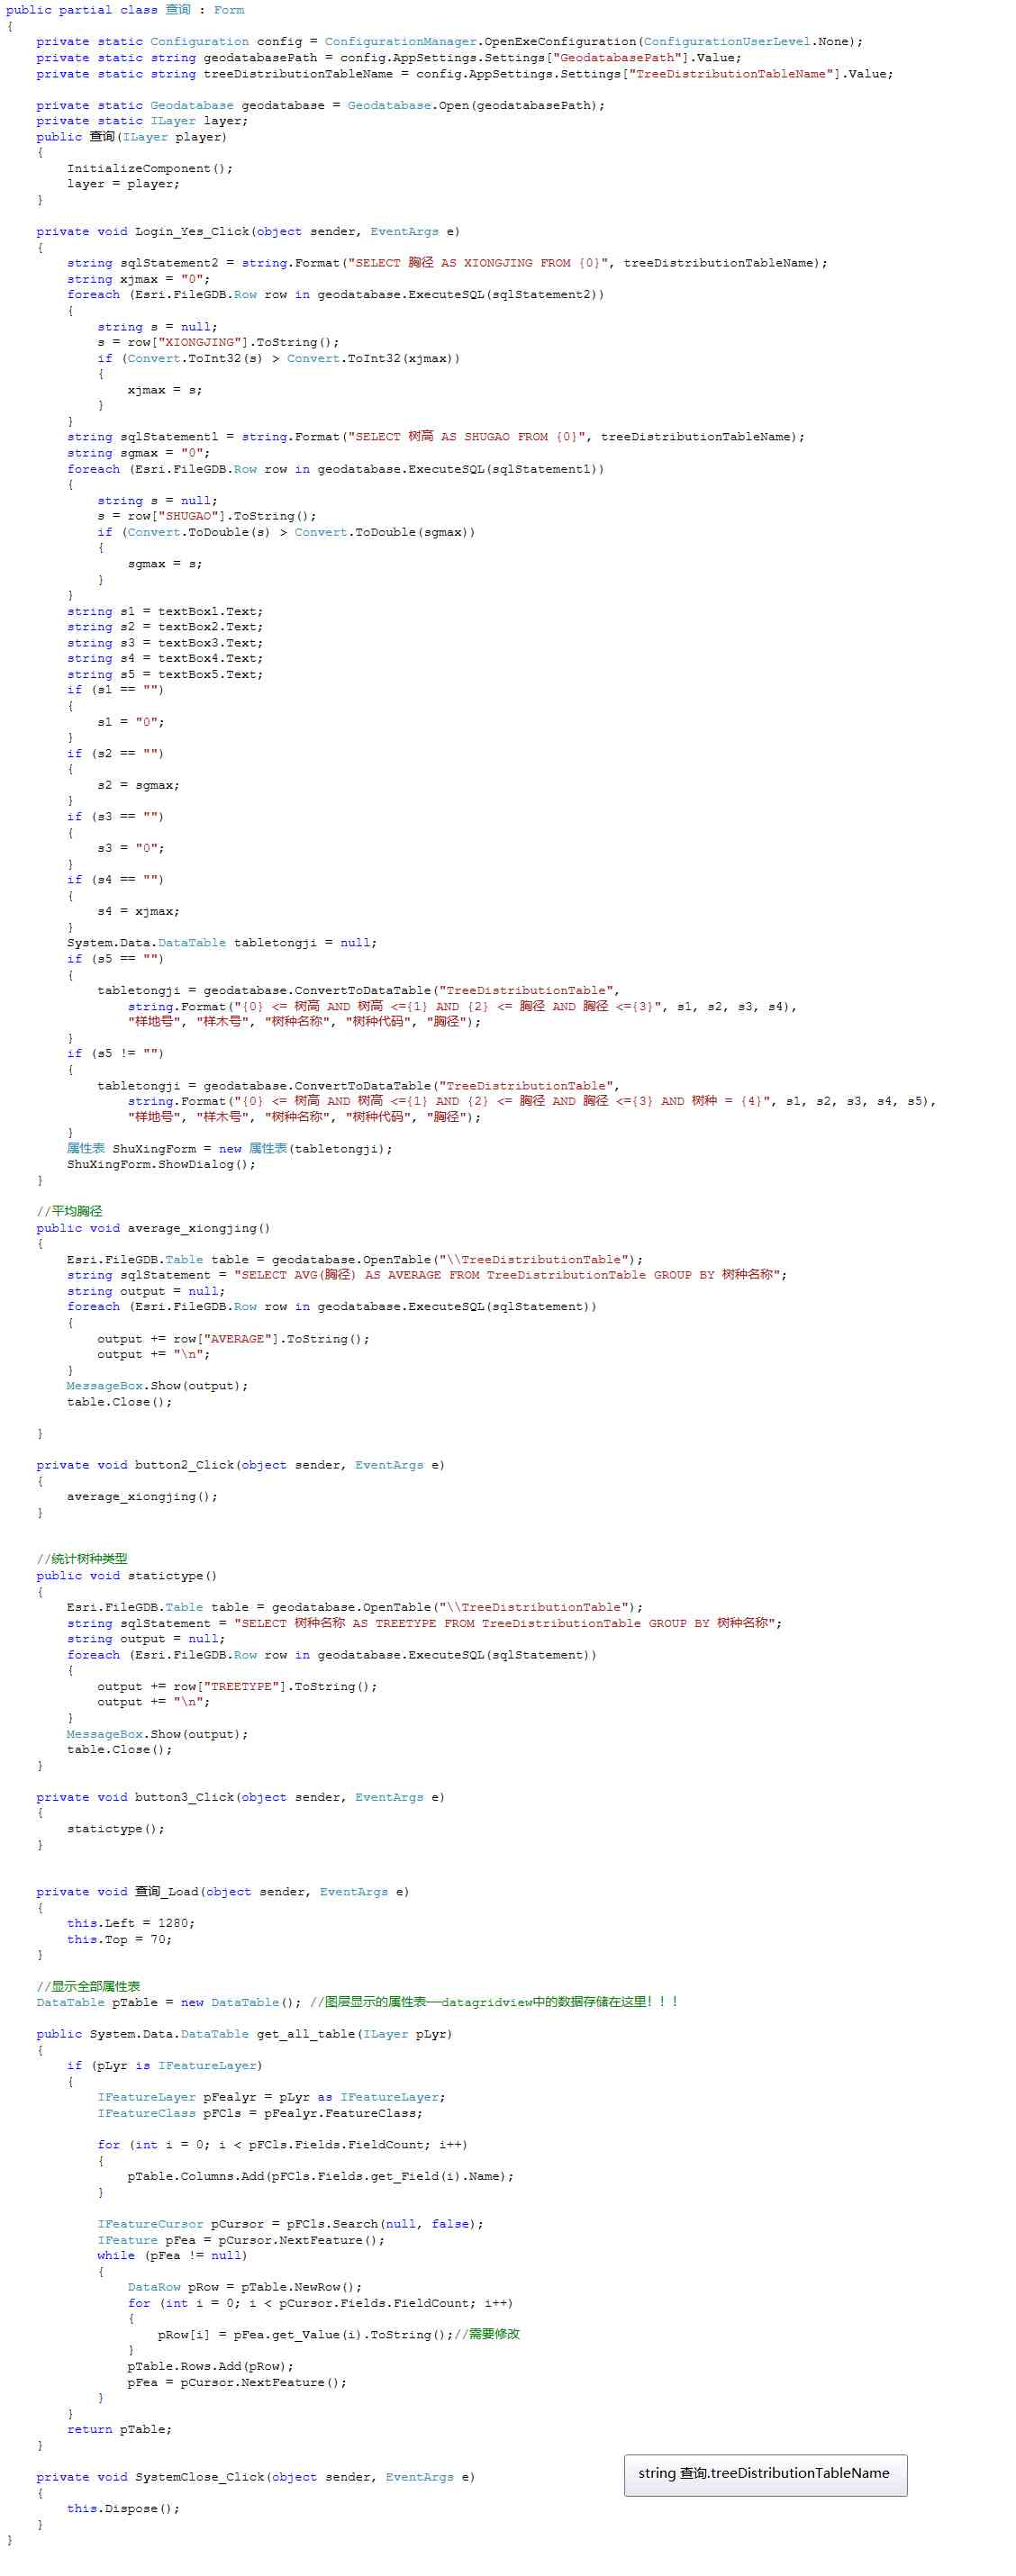 public partial class 查询 : Form
{
    private static Configuration config = ConfigurationManager.OpenExeConfiguration(ConfigurationUserLevel.None);
    private static string geodatabasePath = config.AppSettings.Settings["GeodatabasePath"].Value;
    private static string treeDistributionTableName = config.AppSettings.Settings["TreeDistributionTableName"].Value;

    private static Geodatabase geodatabase = Geodatabase.Open(geodatabasePath);
    private static ILayer layer;
    public 查询(ILayer player)
    {
        InitializeComponent();
        layer = player;
    }

    private void Login_Yes_Click(object sender, EventArgs e)
    {
        string sqlStatement2 = string.Format("SELECT 胸径 AS XIONGJING FROM {0}", treeDistributionTableName);
        string xjmax = "0";
        foreach (Esri.FileGDB.Row row in geodatabase.ExecuteSQL(sqlStatement2))
        {
            string s = null;
            s = row["XIONGJING"].ToString();
            if (Convert.ToInt32(s) > Convert.ToInt32(xjmax))
            {
                xjmax = s;
            }
        }
        string sqlStatement1 = string.Format("SELECT 树高 AS SHUGAO FROM {0}", treeDistributionTableName);
        string sgmax = "0";
        foreach (Esri.FileGDB.Row row in geodatabase.ExecuteSQL(sqlStatement1))
        {
            string s = null;
            s = row["SHUGAO"].ToString();
            if (Convert.ToDouble(s) > Convert.ToDouble(sgmax))
            {
                sgmax = s;
            }
        }
        string s1 = textBox1.Text;
        string s2 = textBox2.Text;
        string s3 = textBox3.Text;
        string s4 = textBox4.Text;
        string s5 = textBox5.Text;
        if (s1 == "")
        {
            s1 = "0";
        }
        if (s2 == "")
        {
            s2 = sgmax;
        }
        if (s3 == "")
        {
            s3 = "0";
        }
        if (s4 == "")
        {
            s4 = xjmax;
        }
        System.Data.DataTable tabletongji = null;
        if (s5 == "")
        {
            tabletongji = geodatabase.ConvertToDataTable("TreeDistributionTable",
                string.Format("{0} <= 树高 AND 树高 <={1} AND {2} <= 胸径 AND 胸径 <={3}", s1, s2, s3, s4),
                "样地号", "样木号", "树种名称", "树种代码", "胸径");
        }
        if (s5 != "")
        {
            tabletongji = geodatabase.ConvertToDataTable("TreeDistributionTable",
                string.Format("{0} <= 树高 AND 树高 <={1} AND {2} <= 胸径 AND 胸径 <={3} AND 树种 = {4}", s1, s2, s3, s4, s5),
                "样地号", "样木号", "树种名称", "树种代码", "胸径");
        }
        属性表 ShuXingForm = new 属性表(tabletongji);
        ShuXingForm.ShowDialog();
    }

    //平均胸径
    public void average_xiongjing()
    {
        Esri.FileGDB.Table table = geodatabase.OpenTable("\\TreeDistributionTable");
        string sqlStatement = "SELECT AVG(胸径) AS AVERAGE FROM TreeDistributionTable GROUP BY 树种名称";
        string output = null;
        foreach (Esri.FileGDB.Row row in geodatabase.ExecuteSQL(sqlStatement))
        {
            output += row["AVERAGE"].ToString();
            output += "\n";
        }
        MessageBox.Show(output);
        table.Close();

    }

    private void button2_Click(object sender, EventArgs e)
    {
        average_xiongjing();
    }


    //统计树种类型
    public void statictype()
    {
        Esri.FileGDB.Table table = geodatabase.OpenTable("\\TreeDistributionTable");
        string sqlStatement = "SELECT 树种名称 AS TREETYPE FROM TreeDistributionTable GROUP BY 树种名称";
        string output = null;
        foreach (Esri.FileGDB.Row row in geodatabase.ExecuteSQL(sqlStatement))
        {
            output += row["TREETYPE"].ToString();
            output += "\n";
        }
        MessageBox.Show(output);
        table.Close();
    }

    private void button3_Click(object sender, EventArgs e)
    {
        statictype();
    }


    private void 查询_Load(object sender, EventArgs e)
    {
        this.Left = 1280;
        this.Top = 70;
    }

    //显示全部属性表
    DataTable pTable = new DataTable(); //图层显示的属性表——datagridview中的数据存储在这里！！！

    public System.Data.DataTable get_all_table(ILayer pLyr)
    {
        if (pLyr is IFeatureLayer)
        {
            IFeatureLayer pFealyr = pLyr as IFeatureLayer;
            IFeatureClass pFCls = pFealyr.FeatureClass;

            for (int i = 0; i < pFCls.Fields.FieldCount; i++)
            {
                pTable.Columns.Add(pFCls.Fields.get_Field(i).Name);
            }

            IFeatureCursor pCursor = pFCls.Search(null, false);
            IFeature pFea = pCursor.NextFeature();
            while (pFea != null)
            {
                DataRow pRow = pTable.NewRow();
                for (int i = 0; i < pCursor.Fields.FieldCount; i++)
                {
                    pRow[i] = pFea.get_Value(i).ToString();//需要修改
                }
                pTable.Rows.Add(pRow);
                pFea = pCursor.NextFeature();
            }
        }
        return pTable;
    }

    private void SystemClose_Click(object sender, EventArgs e)
string 查询.treeDistributionTableName
    {
        this.Dispose();
    }
}